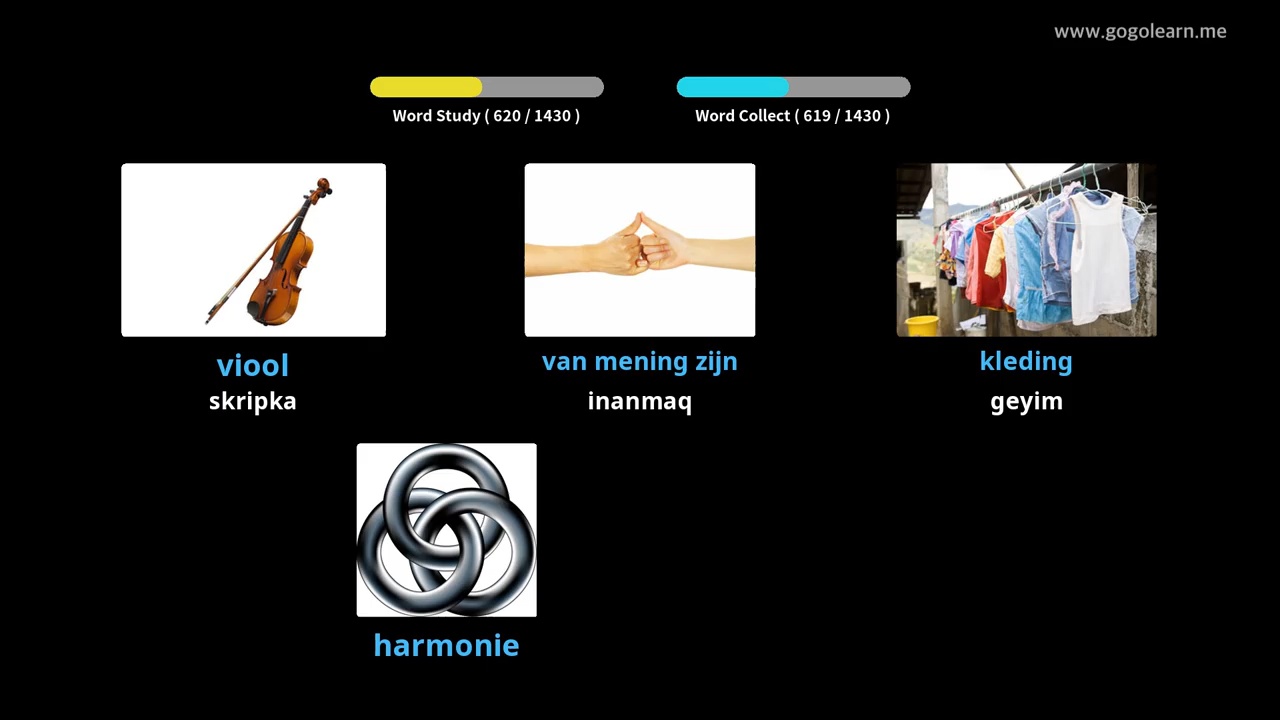 www.gogolearn.me
Word Study ( 620 / 1430 )
Word Collect ( 619 / 1430 )
viool
skripka
van mening zijn
inanmaq
kleding
geyim
harmonie